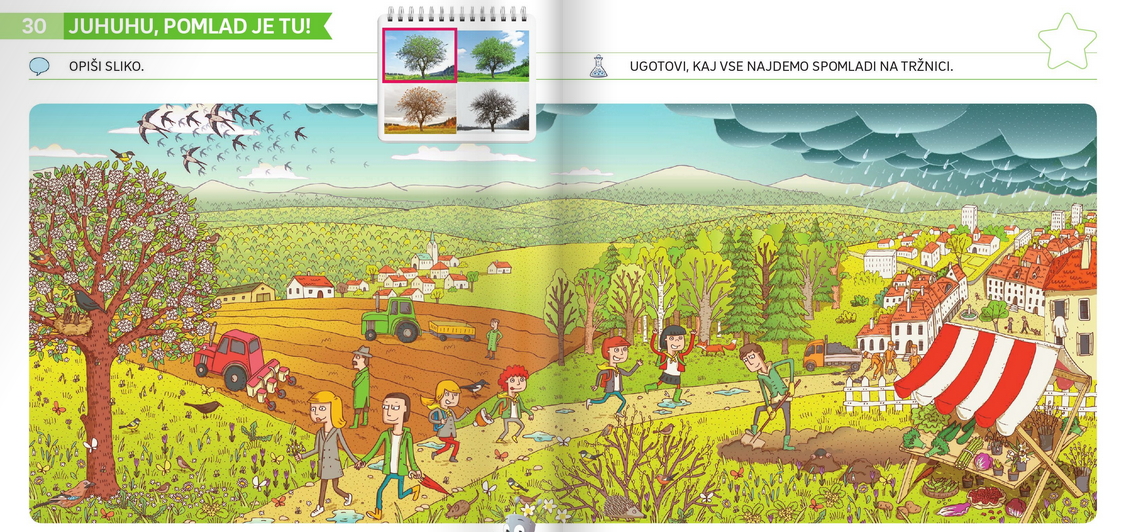 30 JUHUHU, POMLAD JE TU!
OPIŠI SLIKO.
UGOTOVI, KAJ VSE NAJDEMO SPOMLADI NA TRŽNICI.